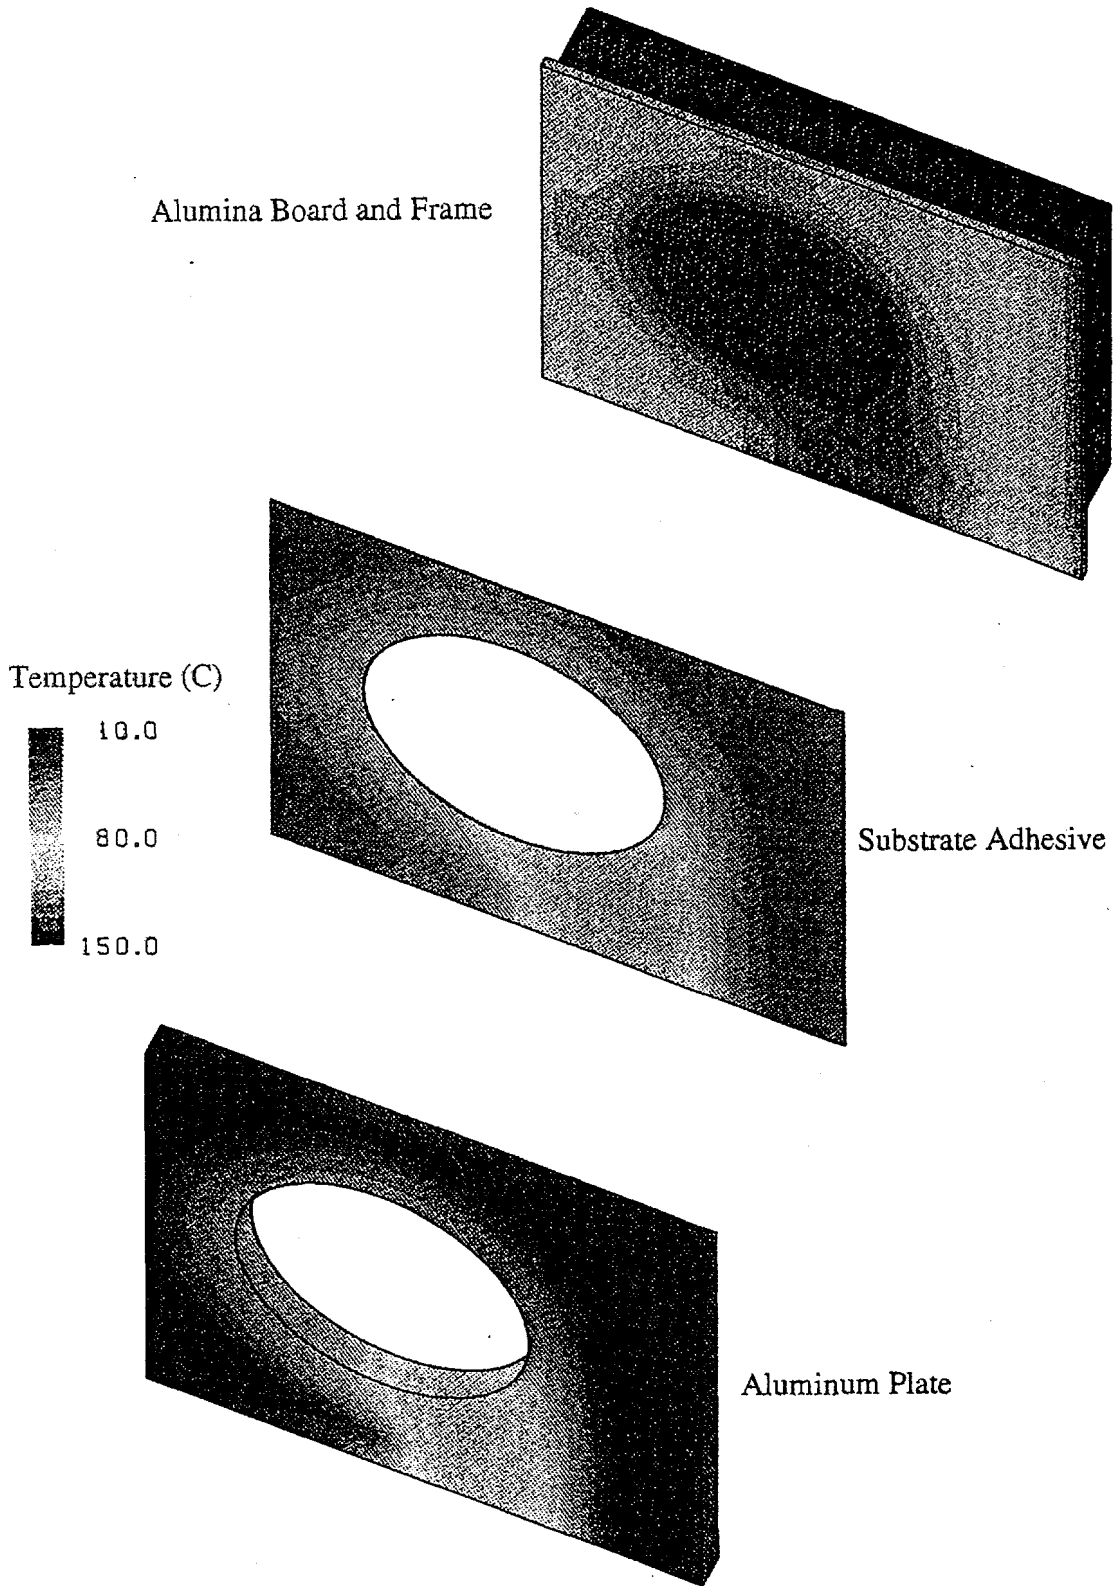 Alumina Board and Frame
Temperature (C)
10.0
80.0
150.0
Substrate Adhesive
Aluminum Plate